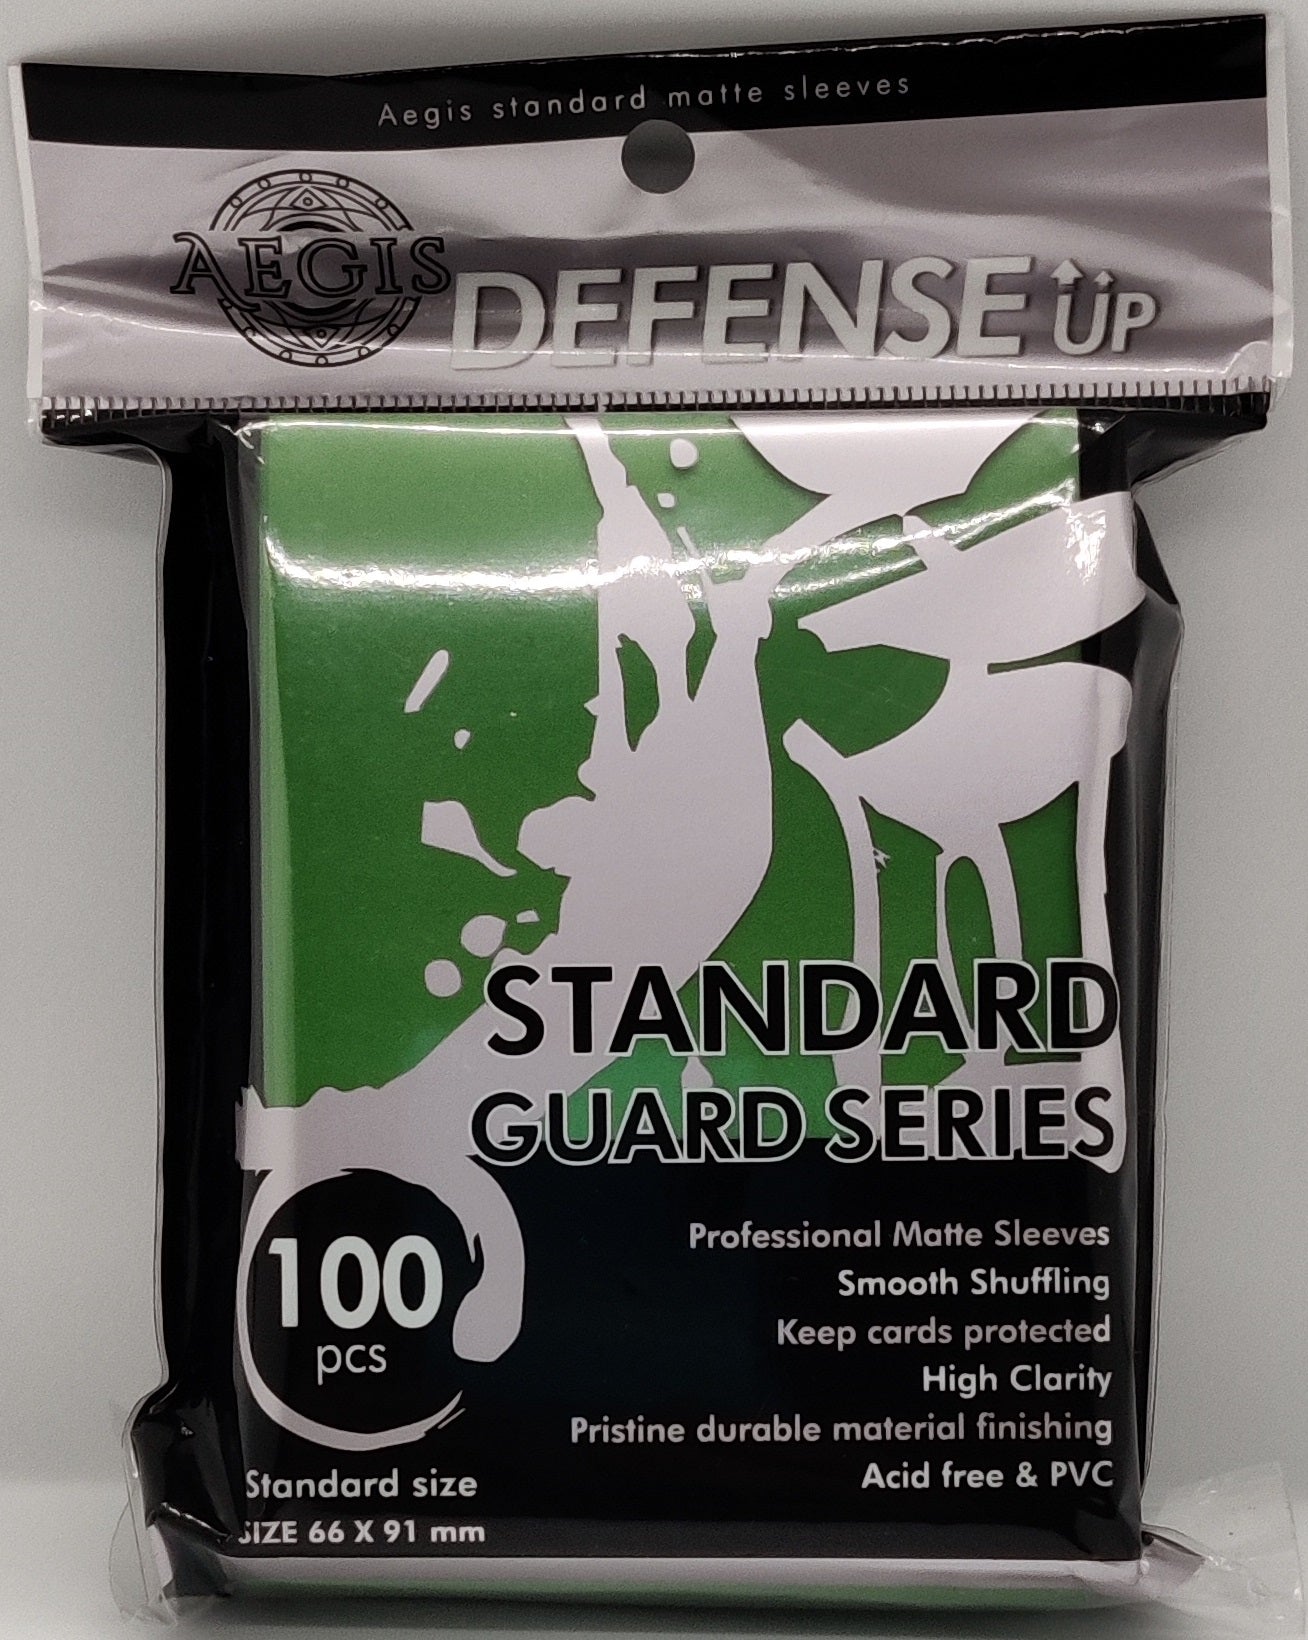 Aegis standard matte sleeves
AEGIS
DEFENSE UP
STANDARD
GUARD SERIES
100
pcs
Professional Matte Sleeves
Smooth Shuffling
Keep cards protected
High Clarity
Pristine durable material finishing
Acid free & PVC
Standard size
SIZE 66 X 91 mm